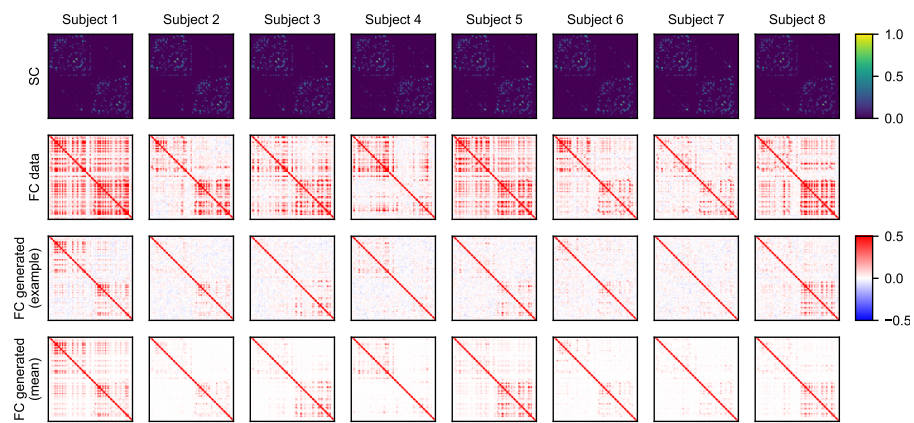 Subject 1 Subject 2 Subject 3 Subject 4 Subject 5 Subject 6 Subject 7 Subject 8
SC
1.0
0.5
0.0
FC data
FC gemerated
(example)
0.5
0.0
−0.5
FC generated
(mean)